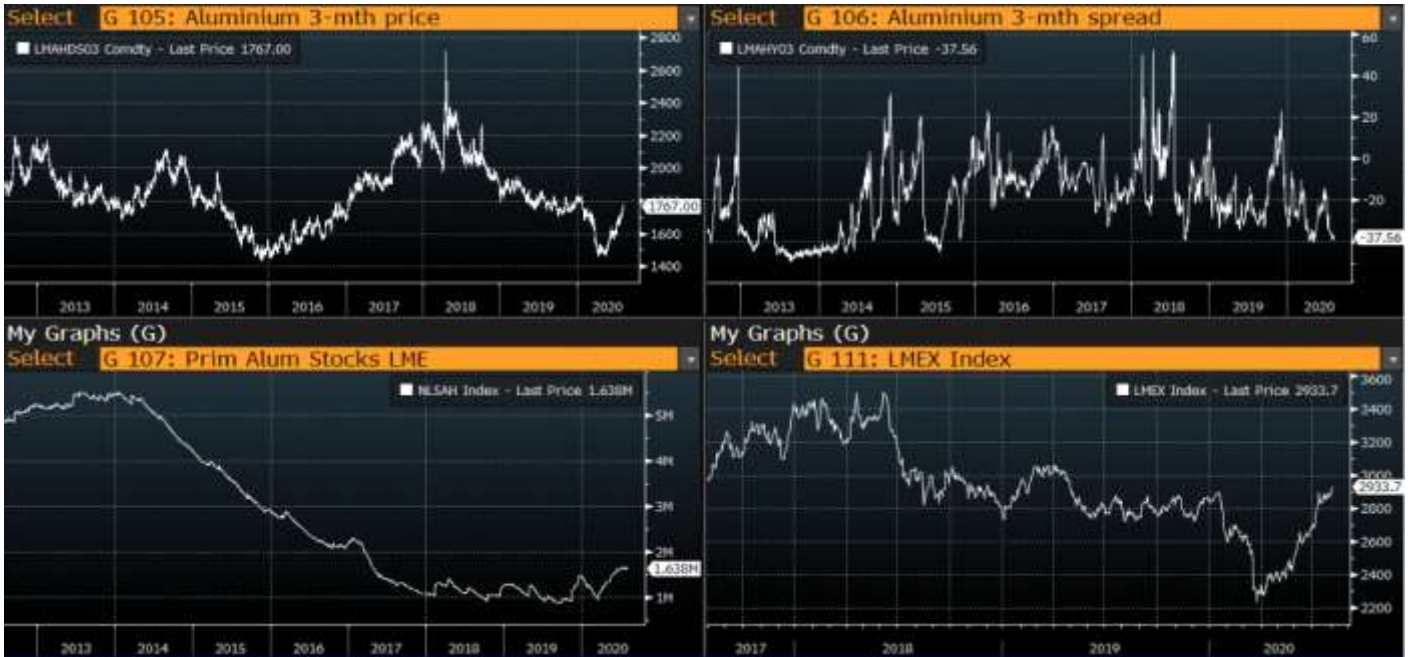 Select G 105: Aluminium 3-mth price
LMAHDS03 Comdty - Last Price 1767.00
2800
2600
2400
2200
2000
1800
1767.00
1600
1400
2013 2014 2015 2016 2017 2018 2019 2020
Select G 106: Aluminium 3-mth spread
LMAHY03 Comdty - Last Price -37.56
60
40
20
0
-20
-37.56
2013 2014 2015 2016 2017 2018 2019 2020
My Graphs (G)
Select G 107: Prim Alum Stocks LME
NLSAH Index - Last Price 1.638M
5M
4M
3M
2M
1.638M
1M
2013 2014 2015 2016 2017 2018 2019 2020
My Graphs (G)
Select G 111: LMEX Index
LMEX Index - Last Price 2933.7
3600
3400
3200
3000
2933.7
2800
2600
2400
2200
2017 2018 2019 2020